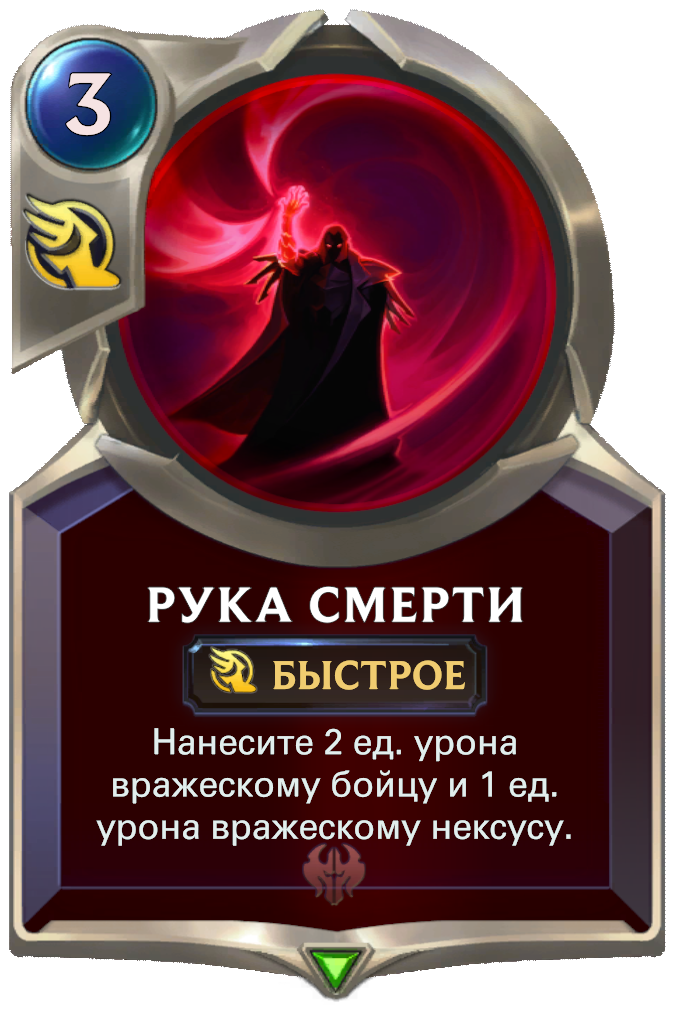 3
РУКА СМЕРТИ
БЫСТРОЕ
Нанесите 2 ед. урона
вражескому бойцу и 1 ед.
урона вражескому нексусу.